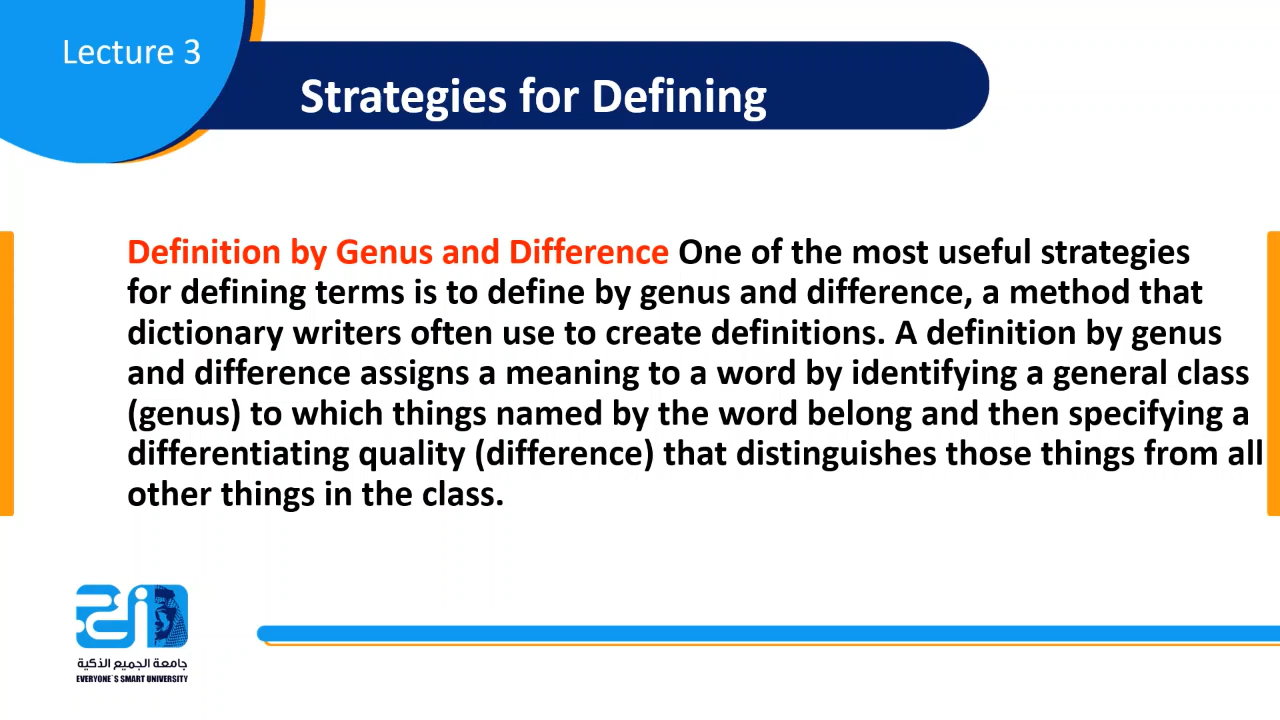 Lecture 3
Strategies for Defining
Definition by Genus and Difference One of the most useful strategies
for defining terms is to define by genus and difference, a method that
dictionary writers often use to create definitions. A definition by genus
and difference assigns a meaning to a word by identifying a general class
(genus) to which things named by the word belong and then specifying a
differentiating quality (difference) that distinguishes those things from all
other things in the class.
جامعة الجميع الذكية
EVERYONE`S SMART UNIVERSITY